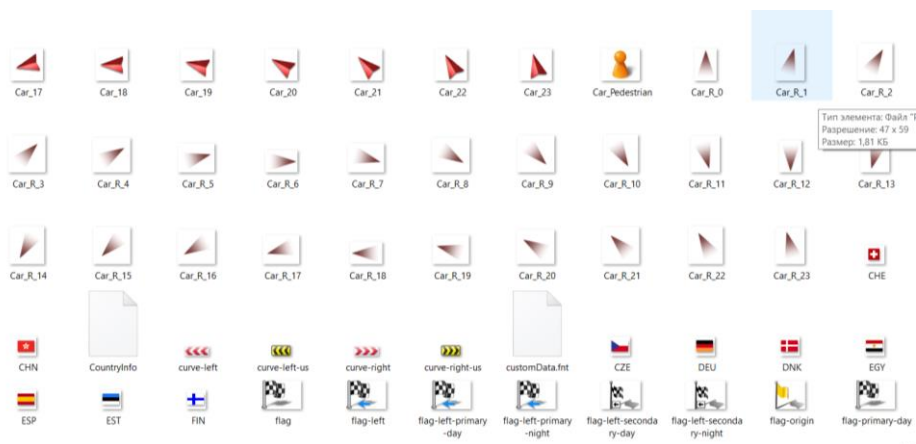 Car_17
Car_18
Car_19
Car_20
Car_21
Car_22
Car_23
Car_Pedestrian
Car_R_0
Car_R_1
Car_R_2
Тип элемента: Файл "P
Разрешение: 47 x 59
Размер: 1,81 КБ
Car_R_3
Car_R_4
Car_R_5
Car_R_6
Car_R_7
Car_R_8
Car_R_9
Car_R_10
Car_R_11
Car_R_12
Car_R_13
Car_R_14
Car_R_15
Car_R_16
Car_R_17
Car_R_18
Car_R_19
Car_R_20
Car_R_21
Car_R_22
Car_R_23
CHE
CHN
CountryInfo
curve-left
curve-left-us
curve-right
curve-right-us
customData.fnt
CZE
DEU
DNK
EGY
ESP
EST
FIN
flag
flag-left
flag-left-primary
-day
flag-left-primary
-night
flag-left-seconda
ry-day
flag-left-seconda
ry-night
flag-origin
flag-primary-day